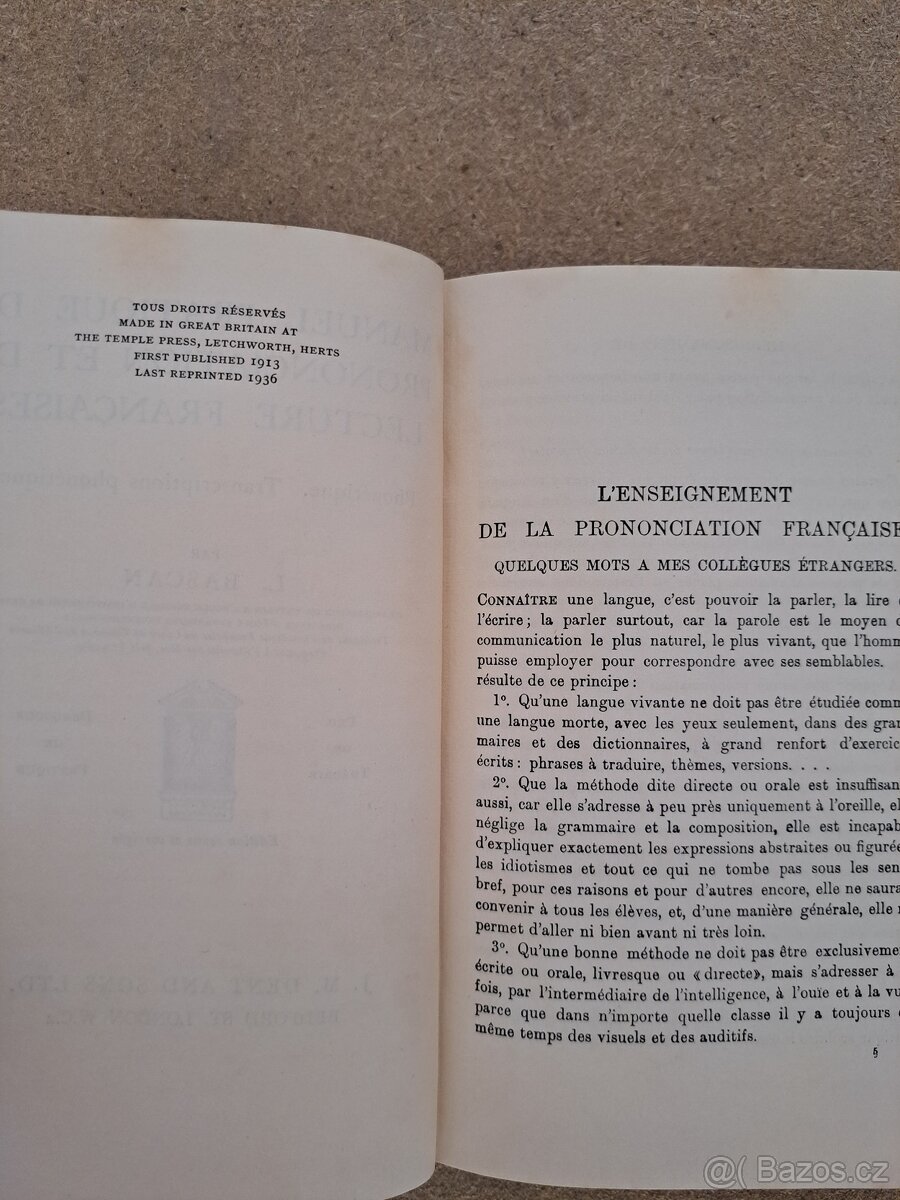 TOUS DROITS RÉSERVÉS
MADE IN GREAT BRITAIN AT
THE TEMPLE PRESS, LETCHWORTH, HERTS
FIRST PUBLISHED 1913
LAST REPRINTED 1936
L'ENSEIGNEMENT
DE LA PRONONCIATION FRANÇAISE
QUELQUES MOTS A MES COLLÈGUES ÉTRANGERS.
CONNAÎTRE une langue, c'est pouvoir la parler, la lire
l'écrire; la parler surtout, car la parole est le moyen
communication le plus naturel, le plus vivant, que l'homm
puisse employer pour correspondre avec ses semblables.
résulte de ce principe:
1º. Qu'une langue vivante ne doit pas être étudiée comm
une langue morte, avec les yeux seulement, dans des gram
maires et des dictionnaires, à grand renfort d'exercic
écrits: phrases à traduire, thèmes, versions. . . .
2º. Que la méthode dite directe ou orale est insuffisan
aussi, car elle s'adresse à peu près uniquement à l'oreille, el
néglige la grammaire et la composition, elle est incapab
d'expliquer exactement les expressions abstraites ou figurée
les idiotismes et tout ce qui ne tombe pas sous les sen
bref, pour ces raisons et pour d'autres encore, elle ne saura
convenir à tous les élèves, et, d'une manière générale, elle n
permet d'aller ni bien avant ni très loin.
3º. Qu'une bonne méthode ne doit pas être exclusiveme
écrite ou orale, livresque ou «directe», mais s'adresser à
fois, par l'intermédiaire de l'intelligence, à l'ouïe et à la vu
parce que dans n'importe quelle classe il y a toujours
même temps des visuels et des auditifs.
§
@( Bazos.cz